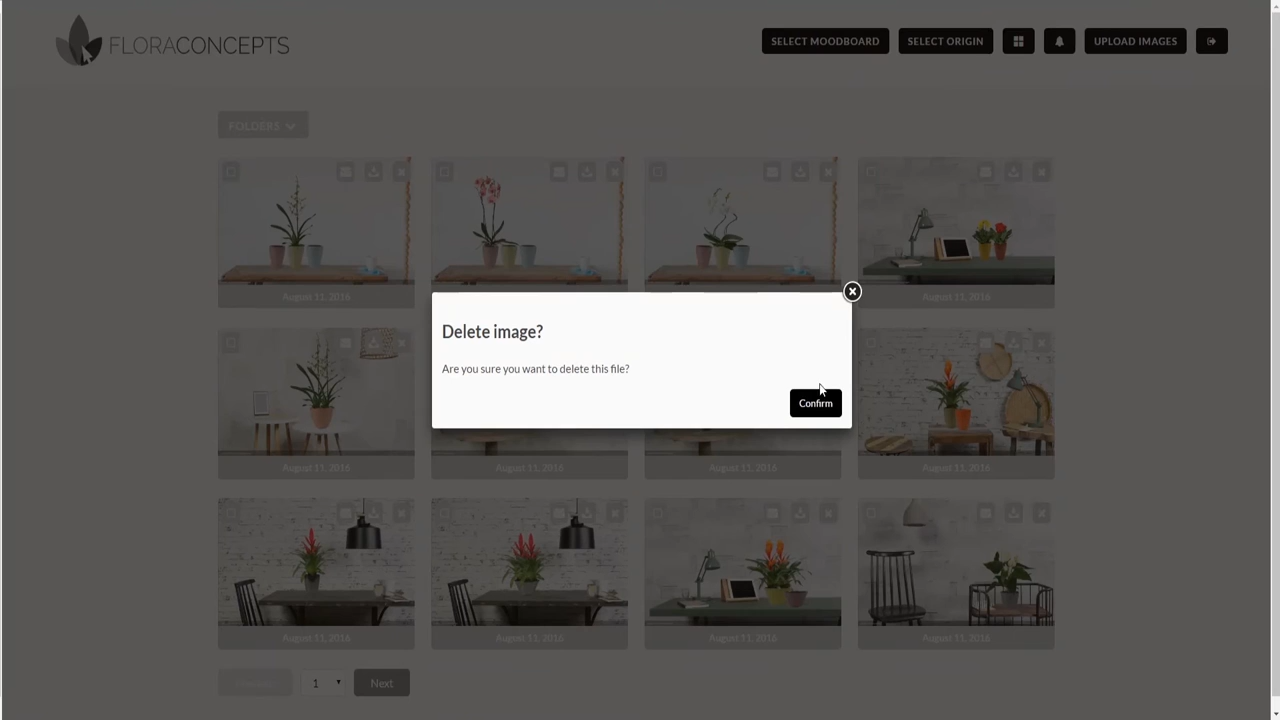 FLORACONCEPTS
SELECT MOODBOARD
SELECT ORIGIN
UPLOAD IMAGES
FOLDERS
August 11, 2016
August 11, 2016
Delete image?
Are you sure you want to delete this file?
Confirm
August 11, 2016
August 11, 2016
August 11, 2016
August 11, 2016
August 11, 2016
August 11, 2016
August 11, 2016
August 11, 2016
1
Next